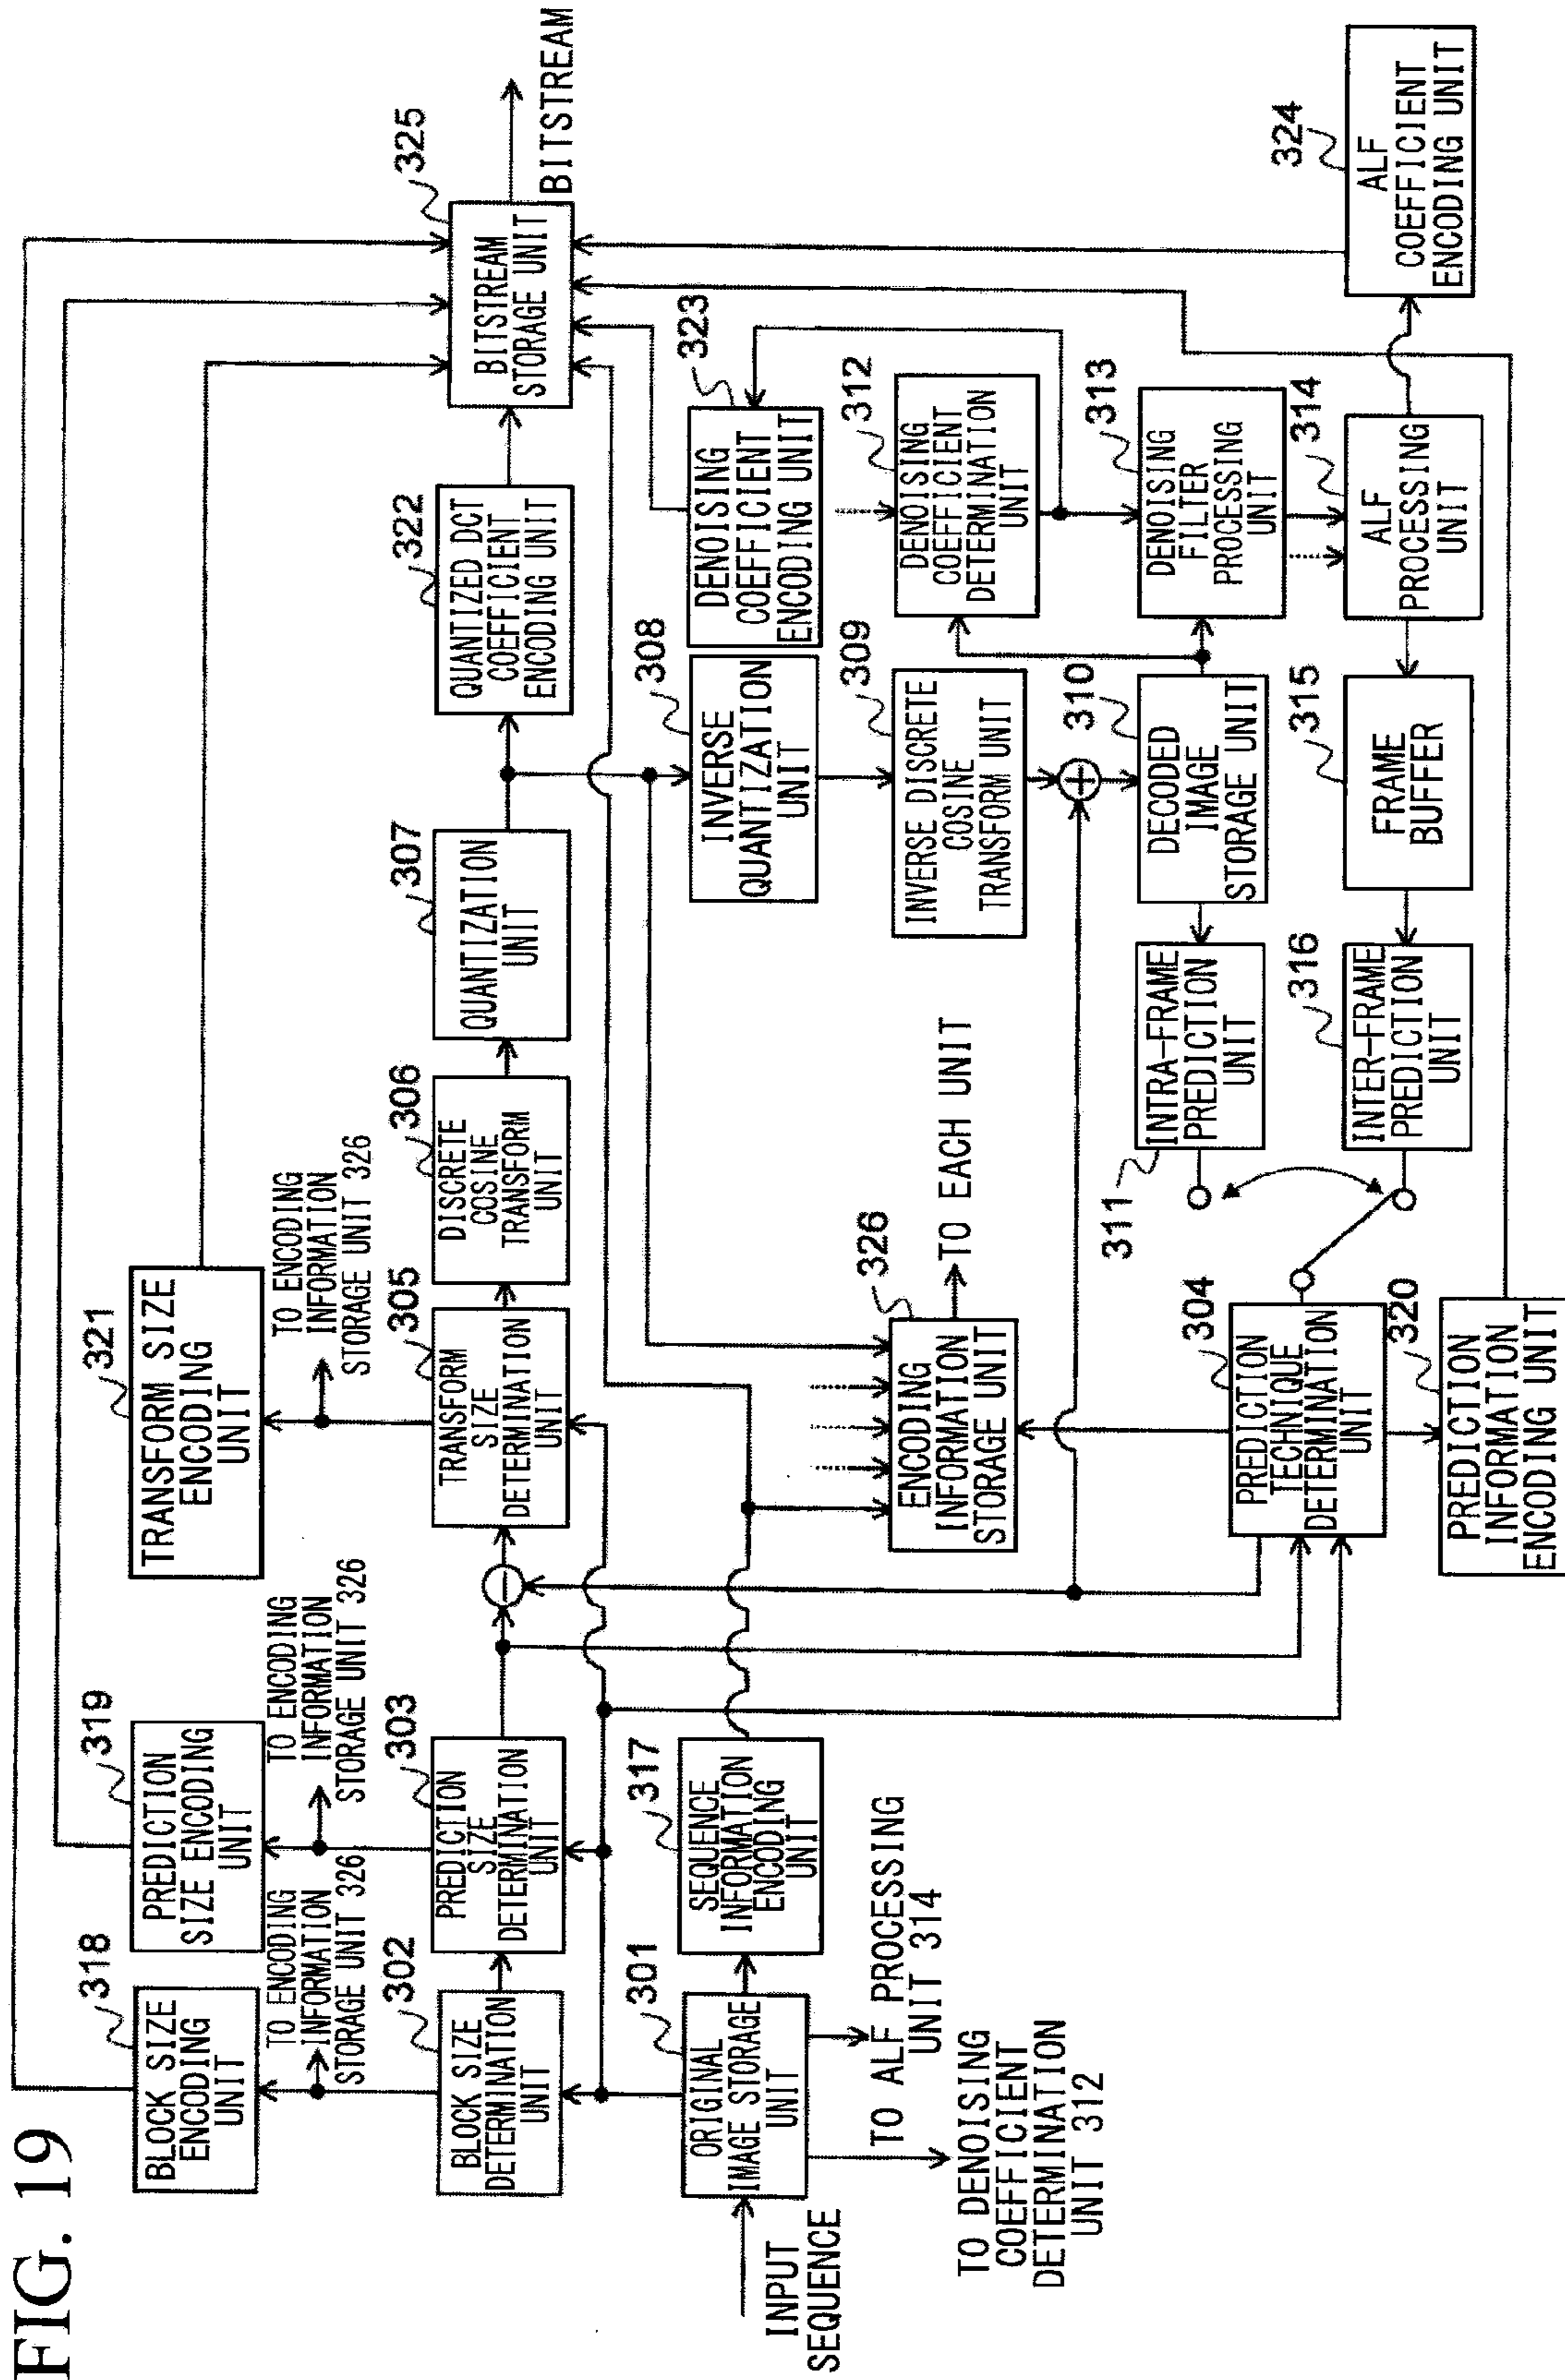 FIG. 19
318
BLOCK SIZE
ENCODING
UNIT
319
PREDICTION
SIZE ENCODING
UNIT
321
TRANSFORM SIZE
ENCODING
UNIT
TO ENCODING
INFORMATION
STORAGE UNIT 326
TO ENCODING
INFORMATION
STORAGE UNIT 326
TO ENCODING
INFORMATION
STORAGE UNIT 326
302
BLOCK SIZE
DETERMINATION
UNIT
303
PREDICTION
SIZE
DETERMINATION
UNIT
305
TRANSFORM
SIZE
DETERMINATION
UNIT
306
DISCRETE
COSINE
TRANSFORM
UNIT
307
QUANTIZATION
UNIT
322
QUANTIZED DCT
COEFFICIENT
ENCODING UNIT
325
BITSTREAM
STORAGE UNIT
BITSTREAM
INPUT
SEQUENCE
301
ORIGINAL
IMAGE STORAGE
UNIT
317
SEQUENCE
INFORMATION
ENCODING
UNIT
TO ALF PROCESSING
UNIT 314
TO DENOISING
COEFFICIENT
DETERMINATION
UNIT 312
308
INVERSE
QUANTIZATION
UNIT
323
DENOISING
COEFFICIENT
ENCODING UNIT
326
ENCODING
INFORMATION
STORAGE UNIT
TO EACH UNIT
309
INVERSE DISCRETE
COSINE
TRANSFORM UNIT
312
DENOISING
COEFFICIENT
DETERMINATION
UNIT
311
INTRA-FRAME
PREDICTION
UNIT
310
DECODED
IMAGE
STORAGE UNIT
313
DENOISING
FILTER
PROCESSING
UNIT
304
PREDICTION
TECHNIQUE
DETERMINATION
UNIT
316
INTER-FRAME
PREDICTION
UNIT
315
FRAME
BUFFER
314
ALF
PROCESSING
UNIT
324
ALF
COEFFICIENT
ENCODING UNIT
320
PREDICTION
INFORMATION
ENCODING UNIT